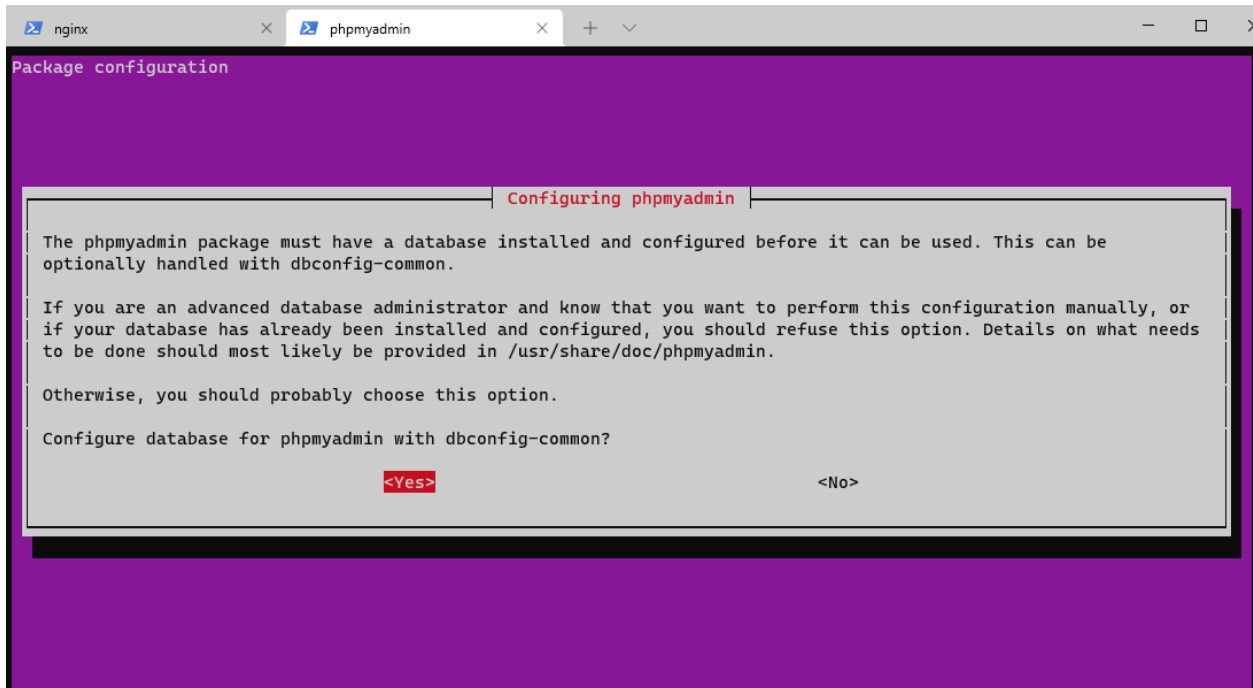 nginx
phpmyadmin
Package configuration
Configuring phpmyadmin
The phpmyadmin package must have a database installed and configured before it can be used. This can be
optionally handled with dbconfig-common.
If you are an advanced database administrator and know that you want to perform this configuration manually, or
if your database has already been installed and configured, you should refuse this option. Details on what needs
to be done should most likely be provided in /usr/share/doc/phpmyadmin.
Otherwise, you should probably choose this option.
Configure database for phpmyadmin with dbconfig-common?
<Yes> <No>